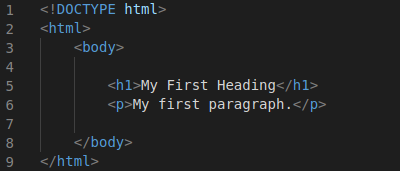 1 <!DOCTYPE html>
2 <html>
3     <body>
4
5         <h1>My First Heading</h1>
6         <p>My first paragraph.</p>
7
8     </body>
9 </html>